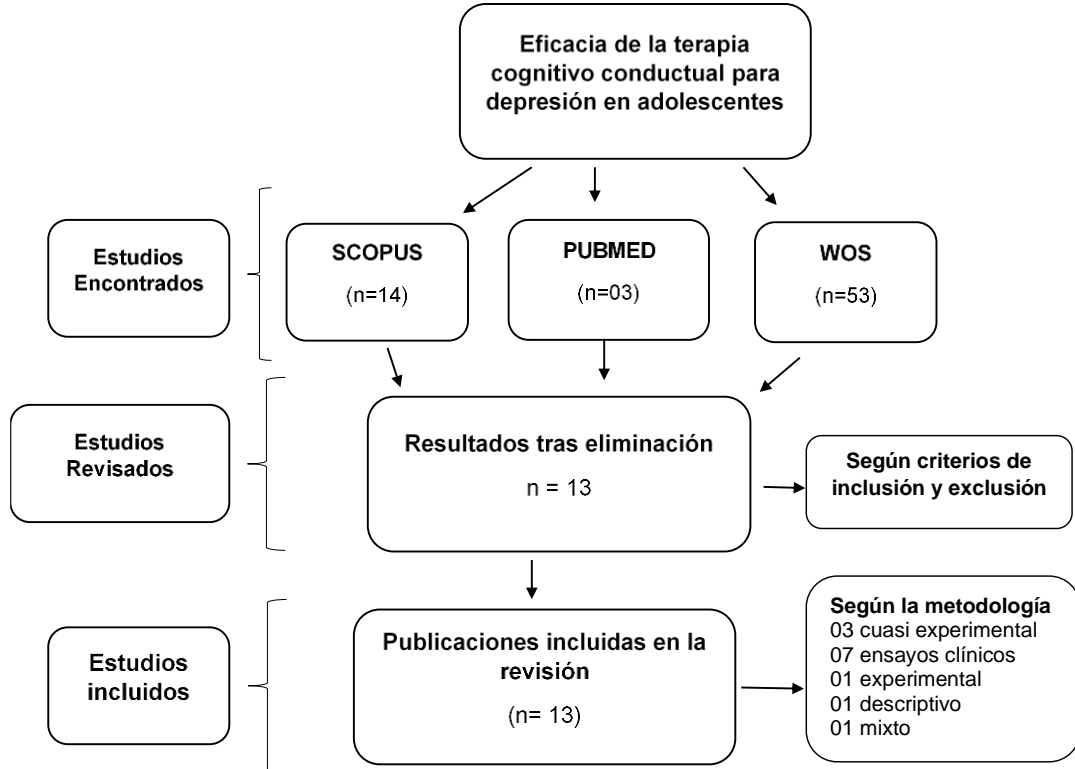 Eficacia de la terapia
cognitivo conductual para
depresión en adolescentes
Estudios
Encontrados
SCOPUS
(n=14)
PUBMED
(n=03)
WOS
(n=53)
Estudios
Revisados
Resultados tras eliminación
n = 13
Según criterios de
inclusión y exclusión
Estudios
incluidos
Publicaciones incluidas en la
revisión
(n= 13)
Según la metodología
03 cuasi experimental
07 ensayos clínicos
01 experimental
01 descriptivo
01 mixto